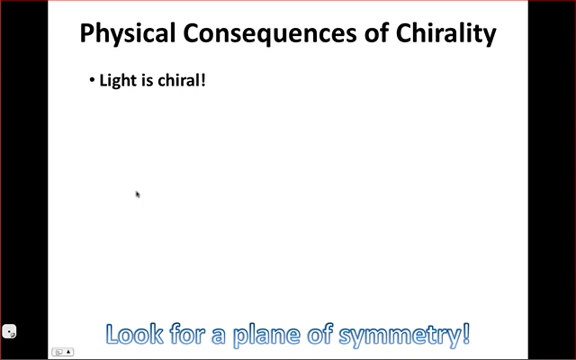 Physical Consequences of Chirality
• Light is chiral!
Look for a plane of symmetry!